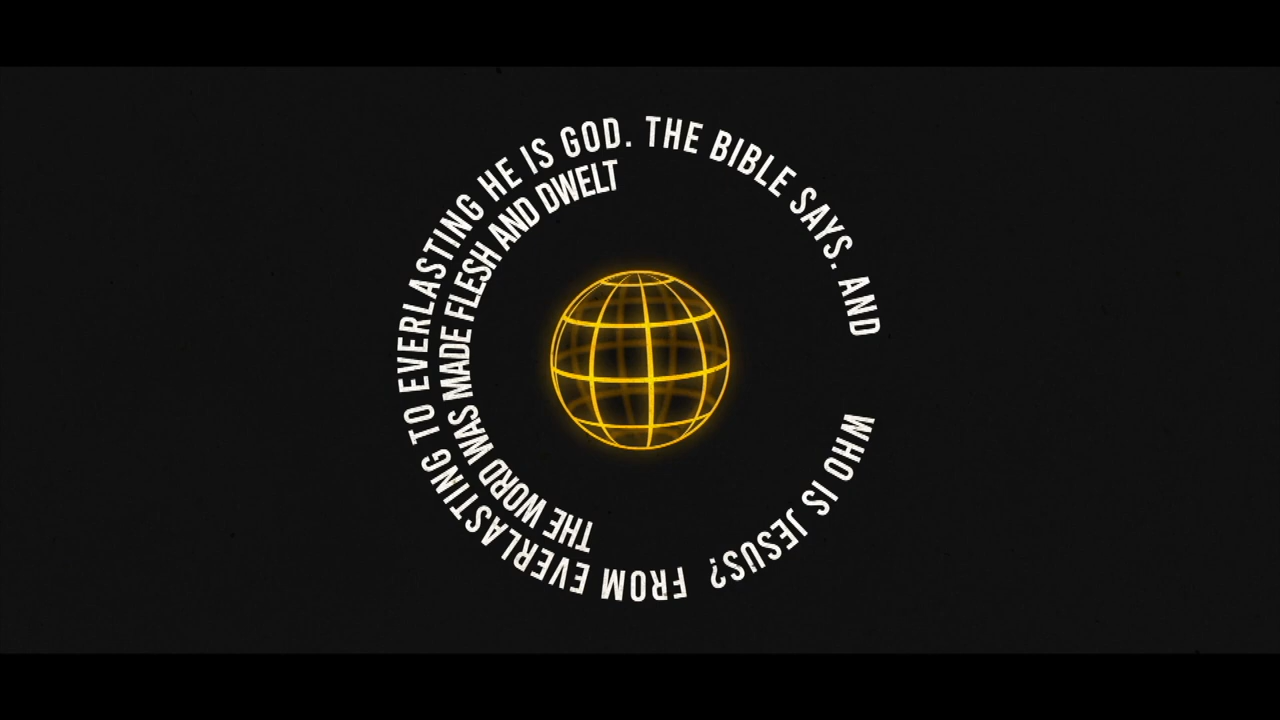 WHO IS JESUS? FROM EVERLASTING TO EVERLASTING HE IS GOD. THE BIBLE SAYS. AND
THE WORD WAS MADE FLESH AND DWELT